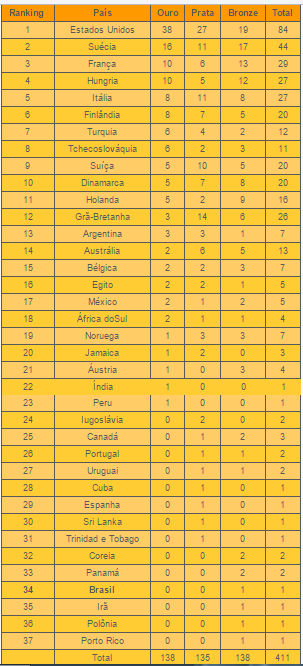 Ranking País Ouro Prata Bronze Total
1 Estados Unidos 38 27 19 84
2 Suécia 16 11 17 44
3 França 10 6 13 29
4 Hungria 10 5 12 27
5 Itália 8 11 8 27
6 Finlândia 8 7 5 20
7 Turquia 6 4 2 12
8 Tchecoslováquia 6 2 3 11
9 Suíça 5 10 5 20
10 Dinamarca 5 7 8 20
11 Holanda 5 2 9 16
12 Grã-Bretanha 3 14 6 26
13 Argentina 3 3 1 7
14 Austrália 2 6 5 13
15 Bélgica 2 2 3 7
16 Egito 2 2 1 5
17 México 2 1 2 5
18 África doSul 2 1 1 4
19 Noruega 1 3 3 7
20 Jamaica 1 2 0 3
21 Áustria 1 0 3 4
22 Índia 1 0 0 1
23 Peru 1 0 0 1
24 Iugoslávia 0 2 0 2
25 Canadá 0 1 2 3
26 Portugal 0 1 1 2
27 Uruguai 0 1 1 2
28 Cuba 0 1 0 1
29 Espanha 0 1 0 1
30 Sri Lanka 0 1 0 1
31 Trinidad e Tobago 0 1 0 1
32 Coreia 0 0 2 2
33 Panamá 0 0 2 2
34 Brasil 0 0 1 1
35 Irã 0 0 1 1
36 Polônia 0 0 1 1
37 Porto Rico 0 0 1 1
Total 138 135 138 411